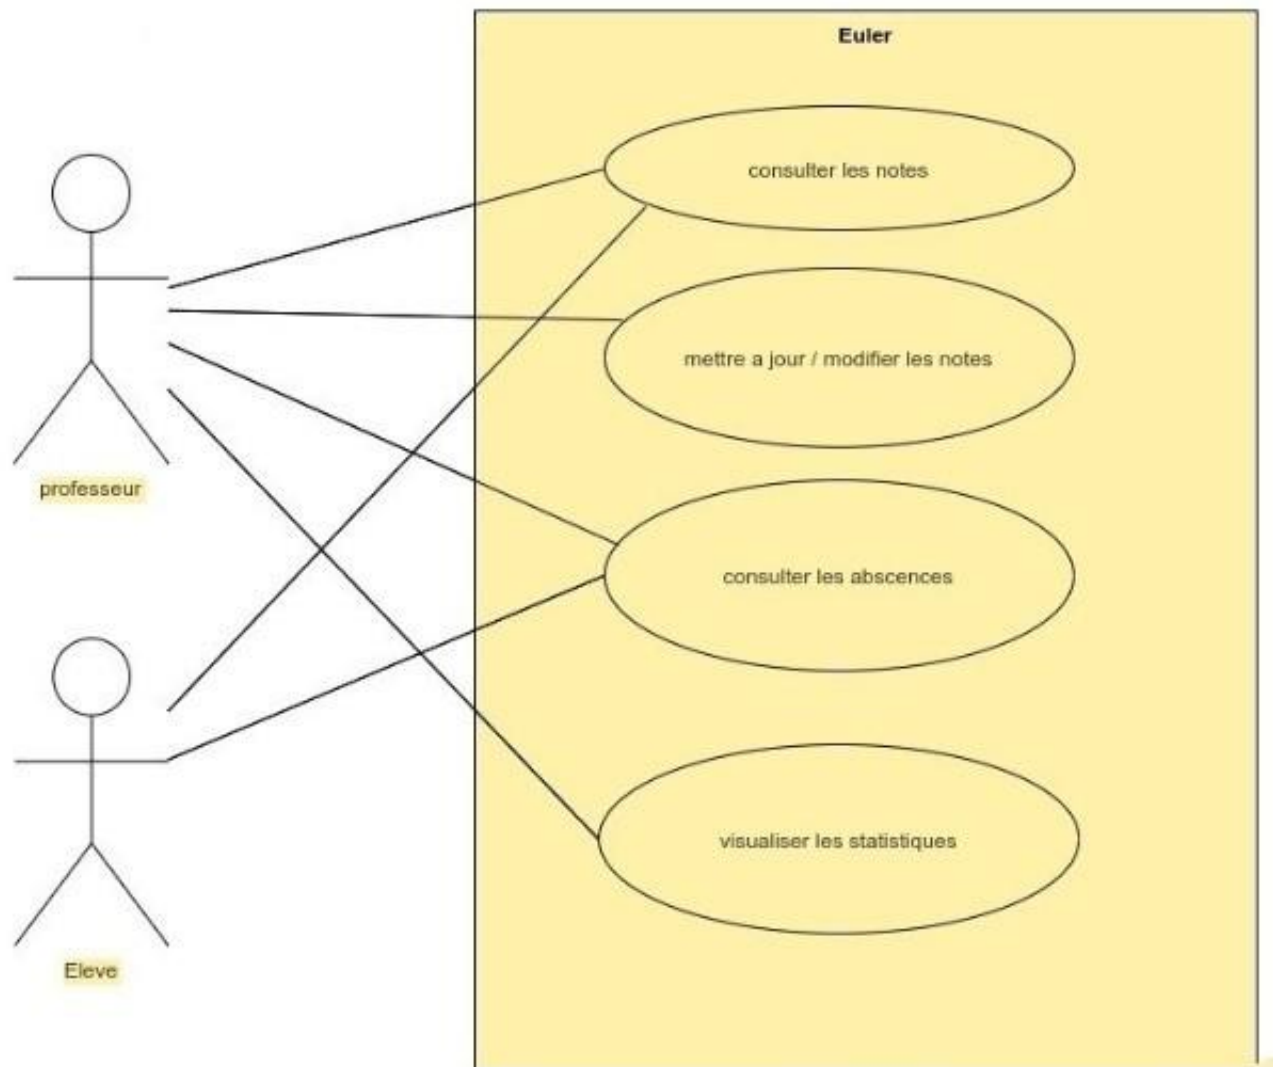 Euler
consulter les notes
mettre a jour / modifier les notes
professeur
consulter les abscences
visualiser les statistiques
Eleve